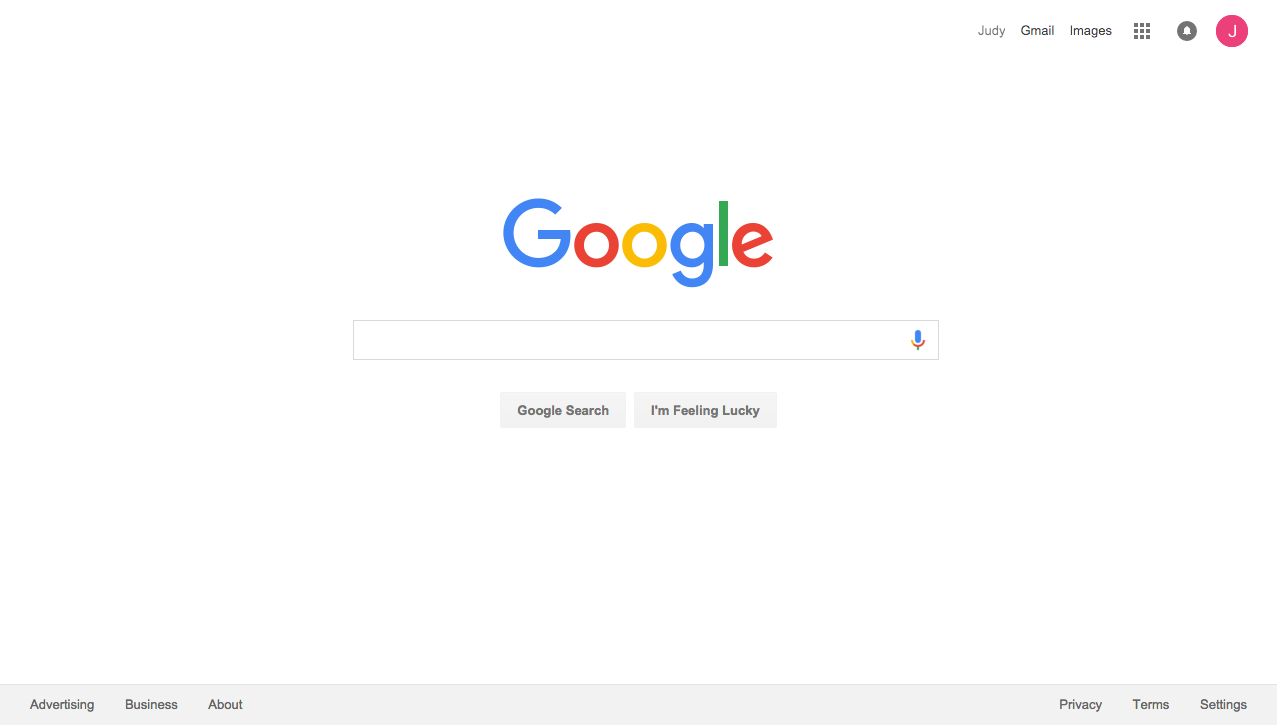 Judy Gmail Images J
Google
Google Search I'm Feeling Lucky
Advertising Business About Privacy Terms Settings